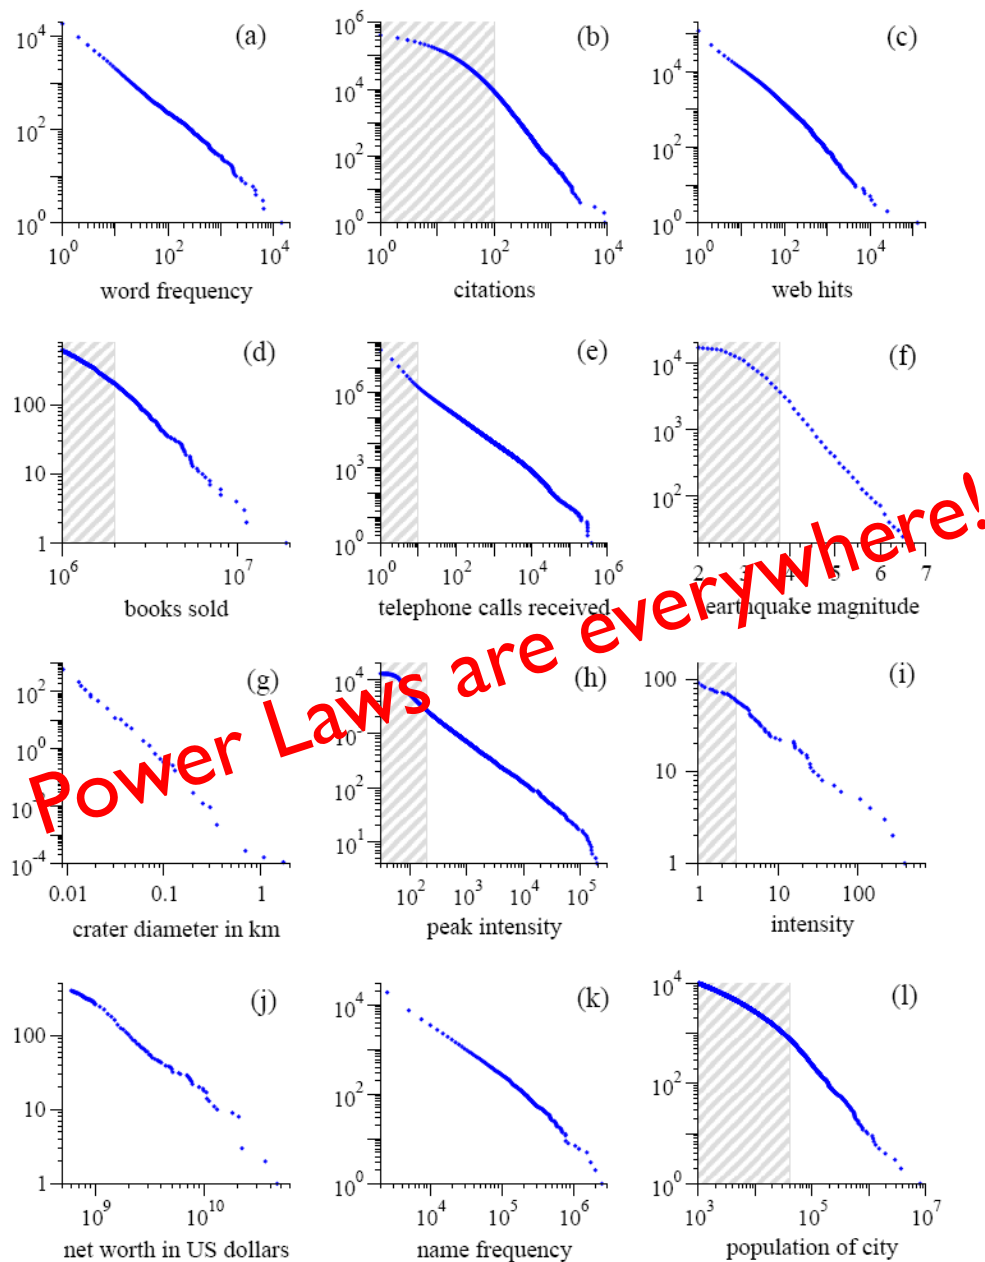 (a)
10^4
10^2
10^0
10^0 10^2 10^4
word frequency
(b)
10^6
10^4
10^2
10^0
10^0 10^2 10^4
citations
(c)
10^4
10^2
10^0
10^0 10^2 10^4
web hits
(d)
100
10
1
10^6 10^7
books sold
(e)
10^6
10^3
10^0
10^0 10^2 10^4 10^6
telephone calls received
(f)
10^4
10^3
10^2
2 3 4 5 6 7
earthquake magnitude
Power Laws are everywhere!
(g)
10^2
10^0
10^-2
10^-4
0.01 0.1 1
crater diameter in km
(h)
10^4
10^3
10^2
10^1
10^2 10^3 10^4 10^5
peak intensity
(i)
100
10
1
1 10 100
intensity
(j)
100
10
1
10^9 10^10
net worth in US dollars
(k)
10^4
10^2
10^0
10^4 10^5 10^6
name frequency
(l)
10^4
10^2
10^0
10^3 10^5 10^7
population of city